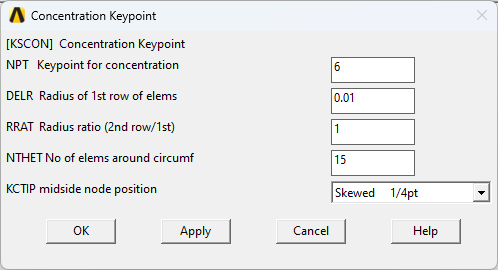 Concentration Keypoint
[KSCON]  Concentration Keypoint
NPT   Keypoint for concentration   6
DELR  Radius of 1st row of elems   0.01
RRAT  Radius ratio (2nd row/1st)   1
NTHET No of elems around circumf   15
KCTIP midside node position   Skewed   1/4pt
OK   Apply   Cancel   Help